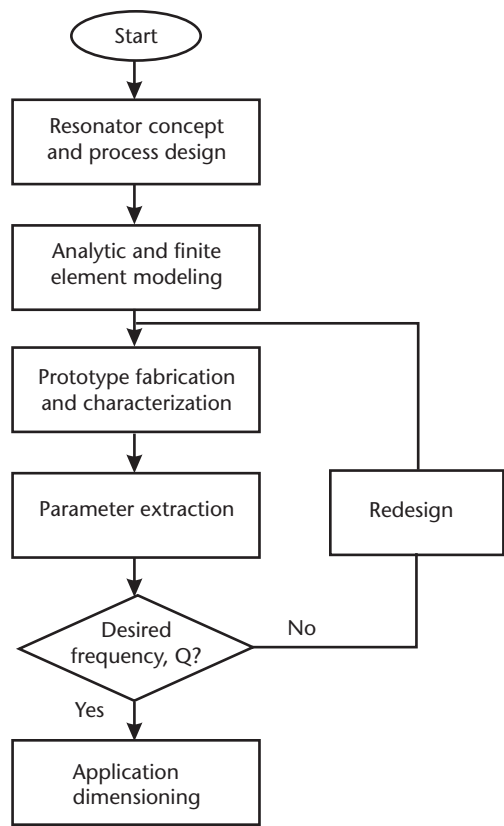 Start
Resonator concept
and process design
Analytic and finite
element modeling
Prototype fabrication
and characterization
Parameter extraction
Redesign
Desired
frequency, Q?
No
Yes
Application
dimensioning